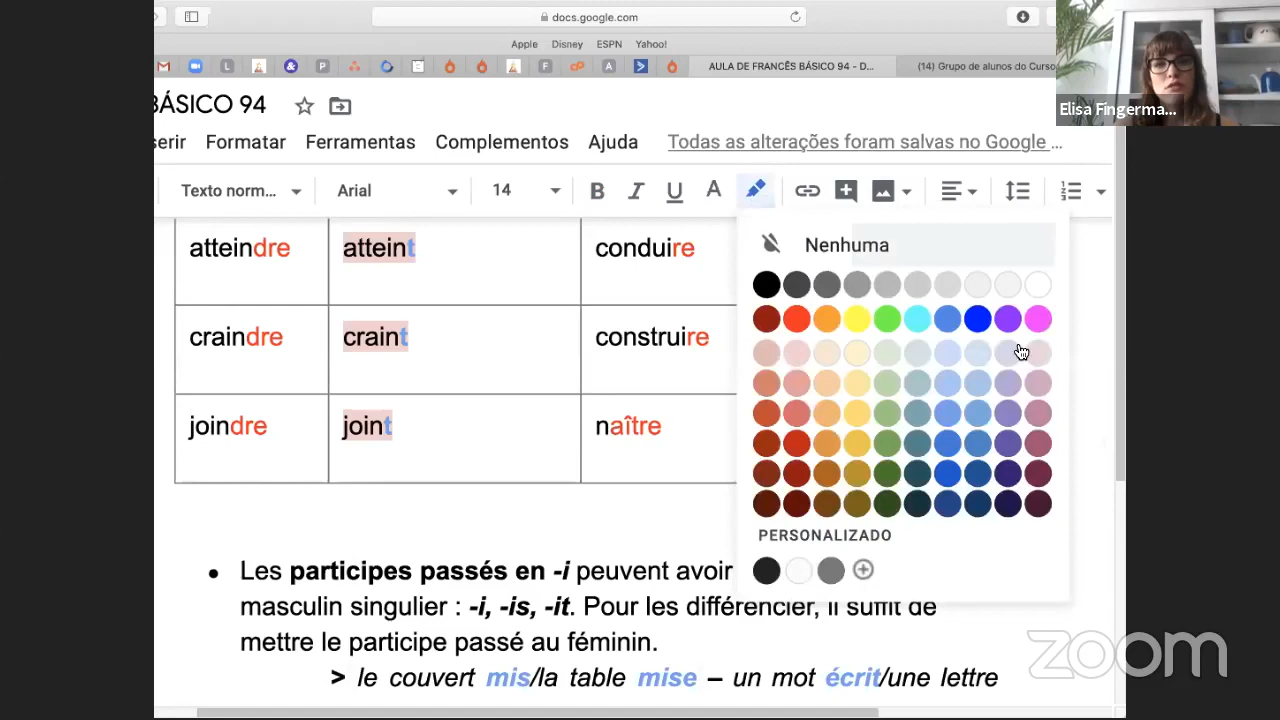 docs.google.com
Apple Disney ESPN Yahoo!
L P F A AULA DE FRANCÊS BÁSICO 94 - D... (14) Grupo de alunos do Curso
Elisa Fingerma...
BÁSICO 94
serir Formatar Ferramentas Complementos Ajuda Todas as alterações foram salvas no Google ...
Texto norm... Arial 14 B I U A
Nenhuma
atteindre atteint conduire
craindre craint construire
joindre joint naître
PERSONALIZADO
• Les participes passés en -i peuvent avoir
masculin singulier : -i, -is, -it. Pour les différencier, il suffit de
mettre le participe passé au féminin.
> le couvert mis/la table mise – un mot écrit/une lettre
zoom